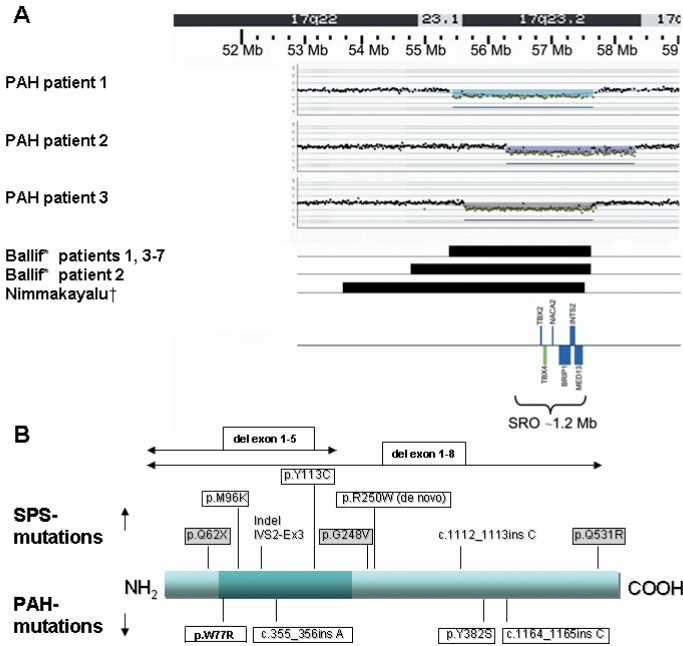 A
17q22 23.1 17q23.2 17q
52 Mb 53 Mb 54 Mb 55 Mb 56 Mb 57 Mb 58 Mb 59
PAH patient 1
PAH patient 2
PAH patient 3
Ballif* patients 1, 3-7
Ballif* patient 2
Nimmakayalu†
TBX2 NACA2 INTS2
TBX4 BRIP1 MED13
SRO ~1.2 Mb
B
del exon 1-5
del exon 1-8
p.Y113C
p.M96K
p.R250W (de novo)
SPS-mutations
p.Q62X
Indel IVS2-Ex3
p.G248V
c.1112_1113ins C
p.Q531R
NH2
COOH
PAH-mutations
p.W77R
c.355_356ins A
p.Y382S
c.1164_1165ins C